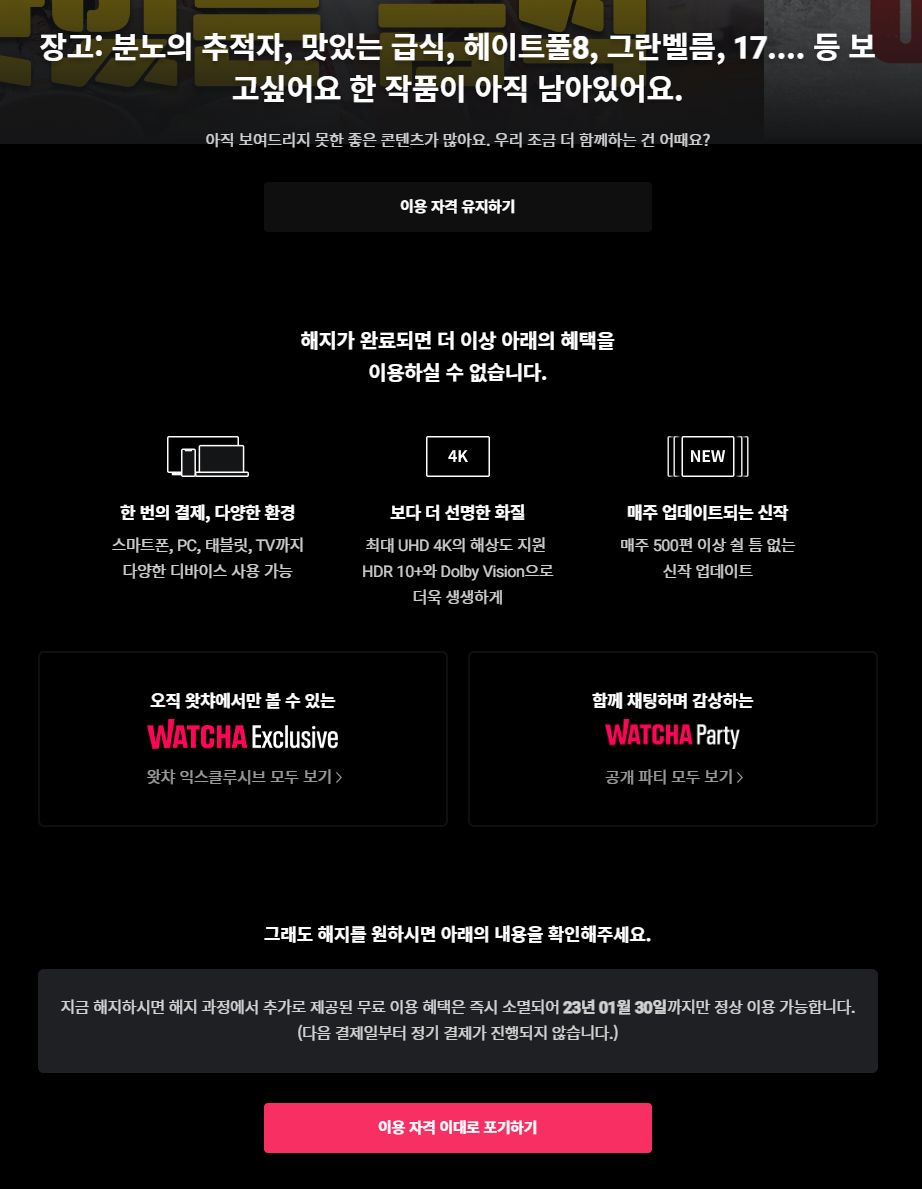 장고: 분노의 추적자, 맛있는 급식, 헤이트풀8, 그란벨름, 17.... 등 보
고싶어요 한 작품이 아직 남아있어요.
아직 보여드리지 못한 좋은 콘텐츠가 많아요. 우리 조금 더 함께하는 건 어때요?
이용 자격 유지하기
해지가 완료되면 더 이상 아래의 혜택을
이용하실 수 없습니다.
4K
NEW
한 번의 결제, 다양한 환경
스마트폰, PC, 태블릿, TV까지
다양한 디바이스 사용 가능
보다 더 선명한 화질
최대 UHD 4K의 해상도 지원
HDR 10+와 Dolby Vision으로
더욱 생생하게
매주 업데이트되는 신작
매주 500편 이상 쉴 틈 없는
신작 업데이트
오직 왓챠에서만 볼 수 있는
WATCHA Exclusive
왓챠 익스클루시브 모두 보기 >
함께 채팅하며 감상하는
WATCHA Party
공개 파티 모두 보기 >
그래도 해지를 원하시면 아래의 내용을 확인해주세요.
지금 해지하시면 해지 과정에서 추가로 제공된 무료 이용 혜택은 즉시 소멸되어 23년 01월 30일까지만 정상 이용 가능합니다.
(다음 결제일부터 정기 결제가 진행되지 않습니다.)
이용 자격 이대로 포기하기